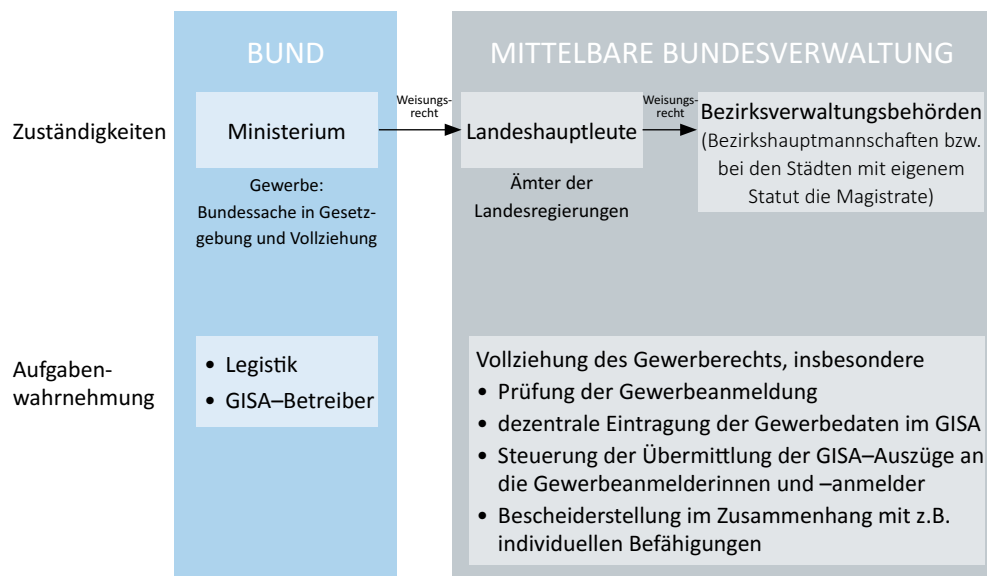 BUND
MITTELBARE BUNDESVERWALTUNG
Zuständigkeiten
Ministerium
Weisungs-
recht
Landeshauptleute
Weisungs-
recht
Bezirksverwaltungsbehörden
(Bezirkshauptmannschaften bzw.
bei den Städten mit eigenem
Statut die Magistrate)
Gewerbe:
Bundessache in Gesetz-
gebung und Vollziehung
Ämter der
Landesregierungen
Aufgaben-
wahrnehmung
• Legistik
• GISA–Betreiber
Vollziehung des Gewerberechts, insbesondere
• Prüfung der Gewerbeanmeldung
• dezentrale Eintragung der Gewerbedaten im GISA
• Steuerung der Übermittlung der GISA–Auszüge an
die Gewerbeanmelderinnen und –anmelder
• Bescheiderstellung im Zusammenhang mit z.B.
individuellen Befähigungen